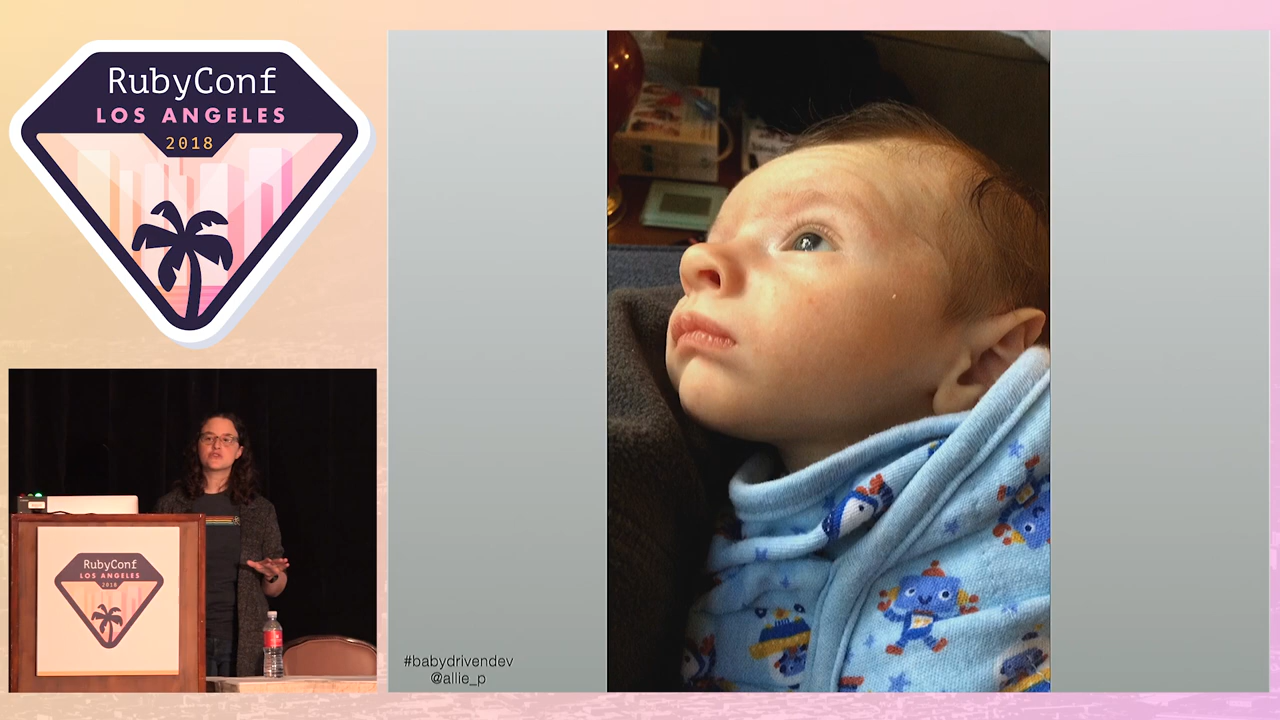 RubyConf
LOS ANGELES
2018
RubyConf
LOS ANGELES
2018
#babydrivendev
@allie_p